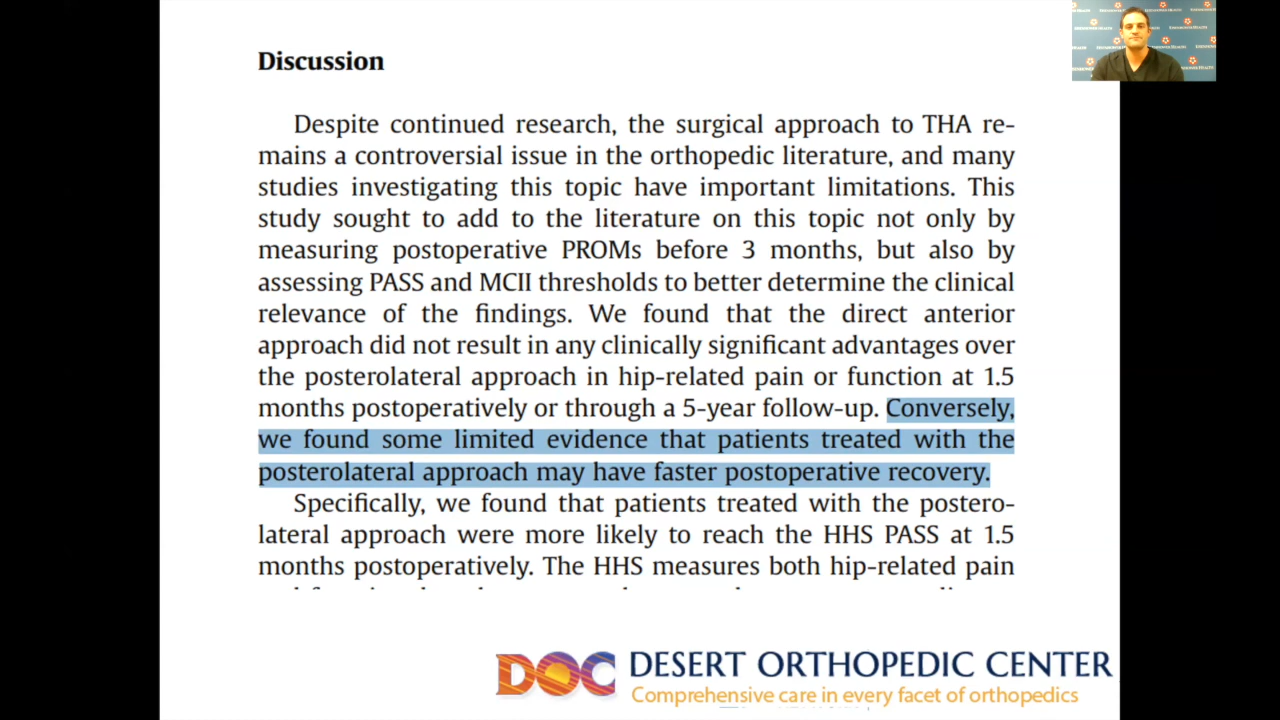 Discussion
Despite continued research, the surgical approach to THA re-
mains a controversial issue in the orthopedic literature, and many
studies investigating this topic have important limitations. This
study sought to add to the literature on this topic not only by
measuring postoperative PROMs before 3 months, but also by
assessing PASS and MCII thresholds to better determine the clinical
relevance of the findings. We found that the direct anterior
approach did not result in any clinically significant advantages over
the posterolateral approach in hip-related pain or function at 1.5
months postoperatively or through a 5-year follow-up. Conversely,
we found some limited evidence that patients treated with the
posterolateral approach may have faster postoperative recovery.
Specifically, we found that patients treated with the postero-
lateral approach were more likely to reach the HHS PASS at 1.5
months postoperatively. The HHS measures both hip-related pain
DOC DESERT ORTHOPEDIC CENTER
Comprehensive care in every facet of orthopedics